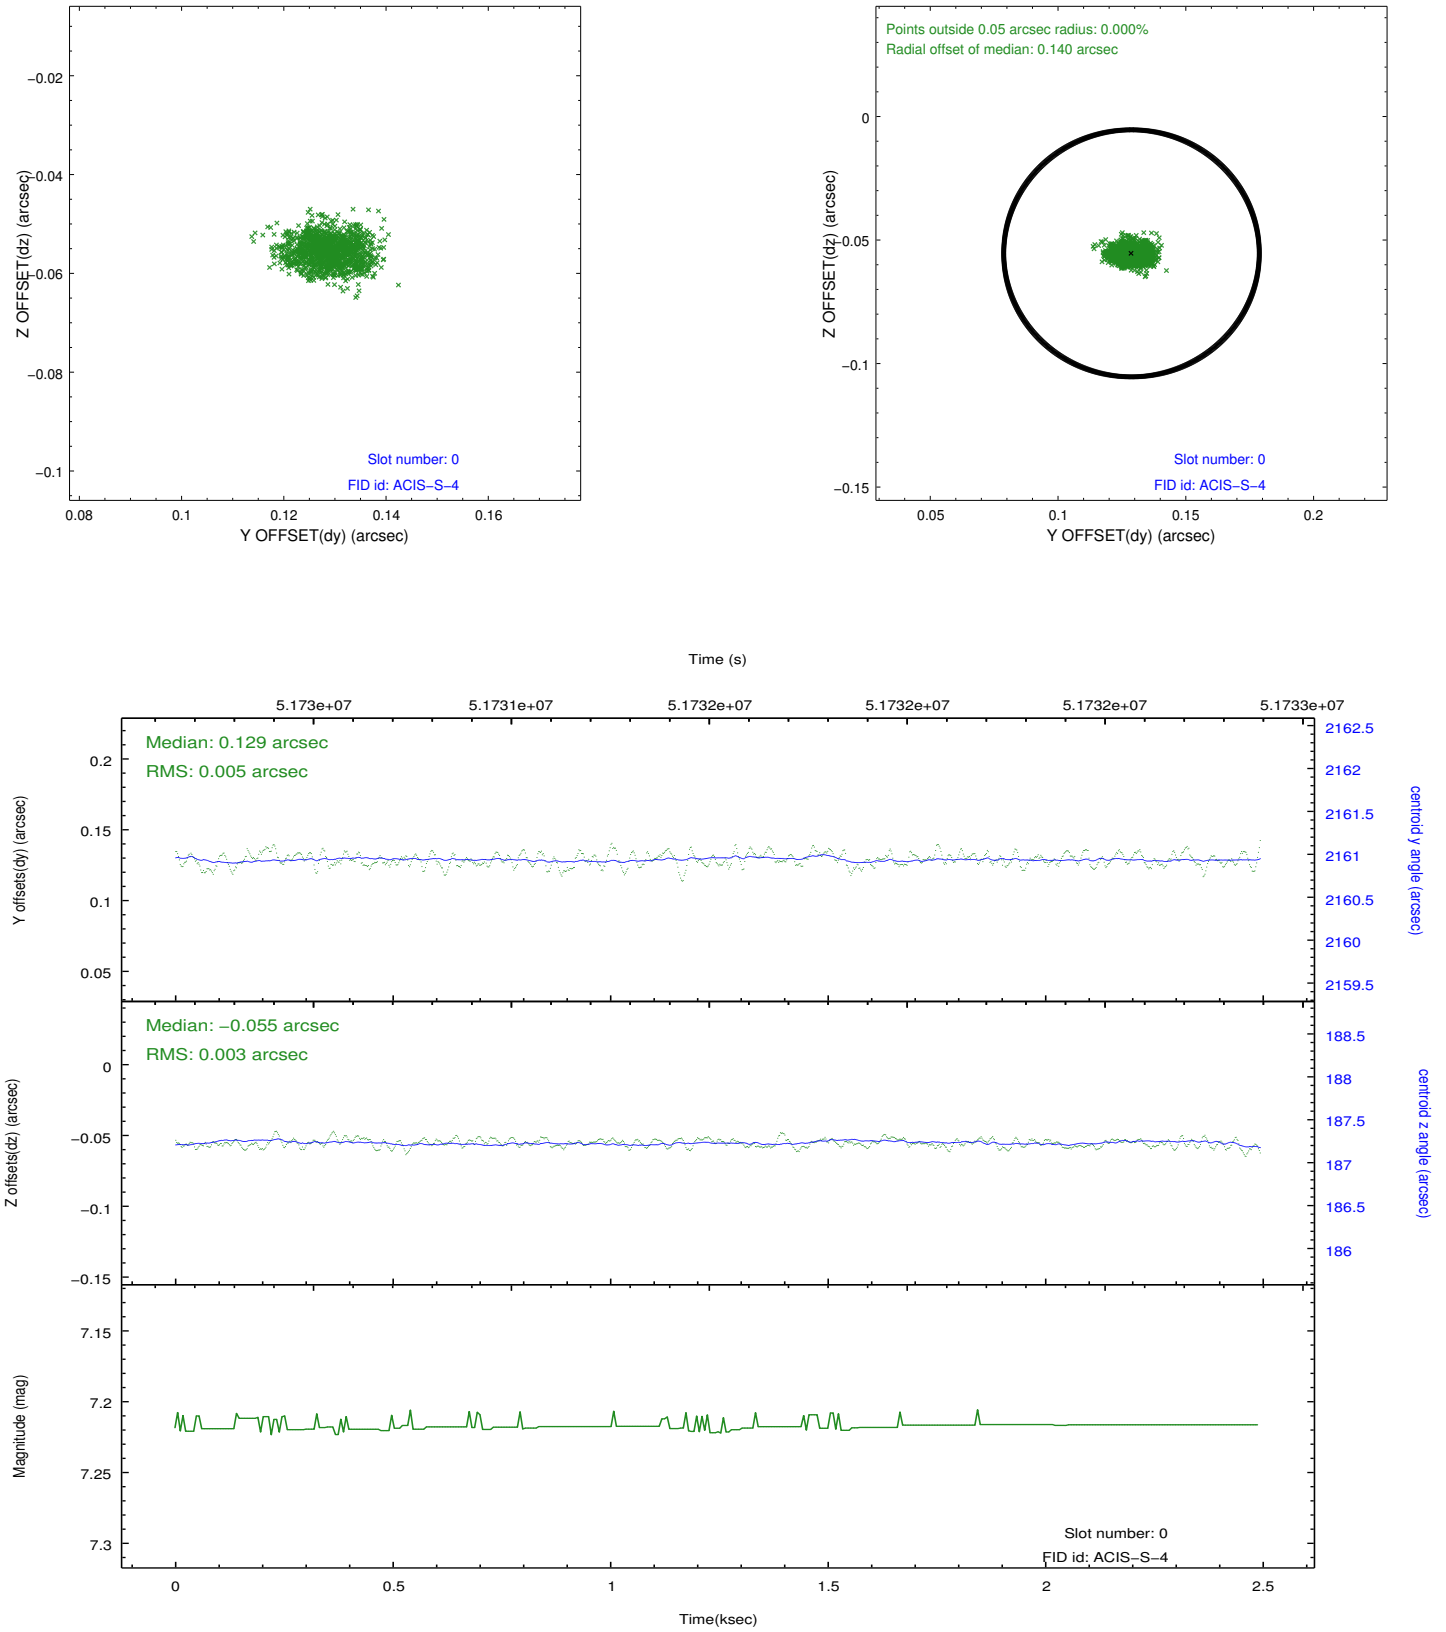 −0.02
−0.04
−0.06
−0.08
−0.1
Z OFFSET(dz) (arcsec)
Slot number: 0
FID id: ACIS−S−4
0.08
0.1
0.12
0.14
0.16
Y OFFSET(dy) (arcsec)
Points outside 0.05 arcsec radius: 0.000%
Radial offset of median: 0.140 arcsec
0
−0.05
−0.1
−0.15
Z OFFSET(dz) (arcsec)
Slot number: 0
FID id: ACIS−S−4
0.05
0.1
0.15
0.2
Y OFFSET(dy) (arcsec)
Time (s)
5.173e+07
5.1731e+07
5.1732e+07
5.1732e+07
5.1732e+07
5.1733e+07
Median: 0.129 arcsec
RMS: 0.005 arcsec
0.2
0.15
0.1
0.05
Y offsets(dy) (arcsec)
2162.5
2162
2161.5
2161
2160.5
2160
2159.5
centroid y angle (arcsec)
Median: −0.055 arcsec
RMS: 0.003 arcsec
0
−0.05
−0.1
−0.15
Z offsets(dz) (arcsec)
188.5
188
187.5
187
186.5
186
centroid z angle (arcsec)
7.15
7.2
7.25
7.3
Magnitude (mag)
Slot number: 0
FID id: ACIS−S−4
0
0.5
1
1.5
2
2.5
Time(ksec)